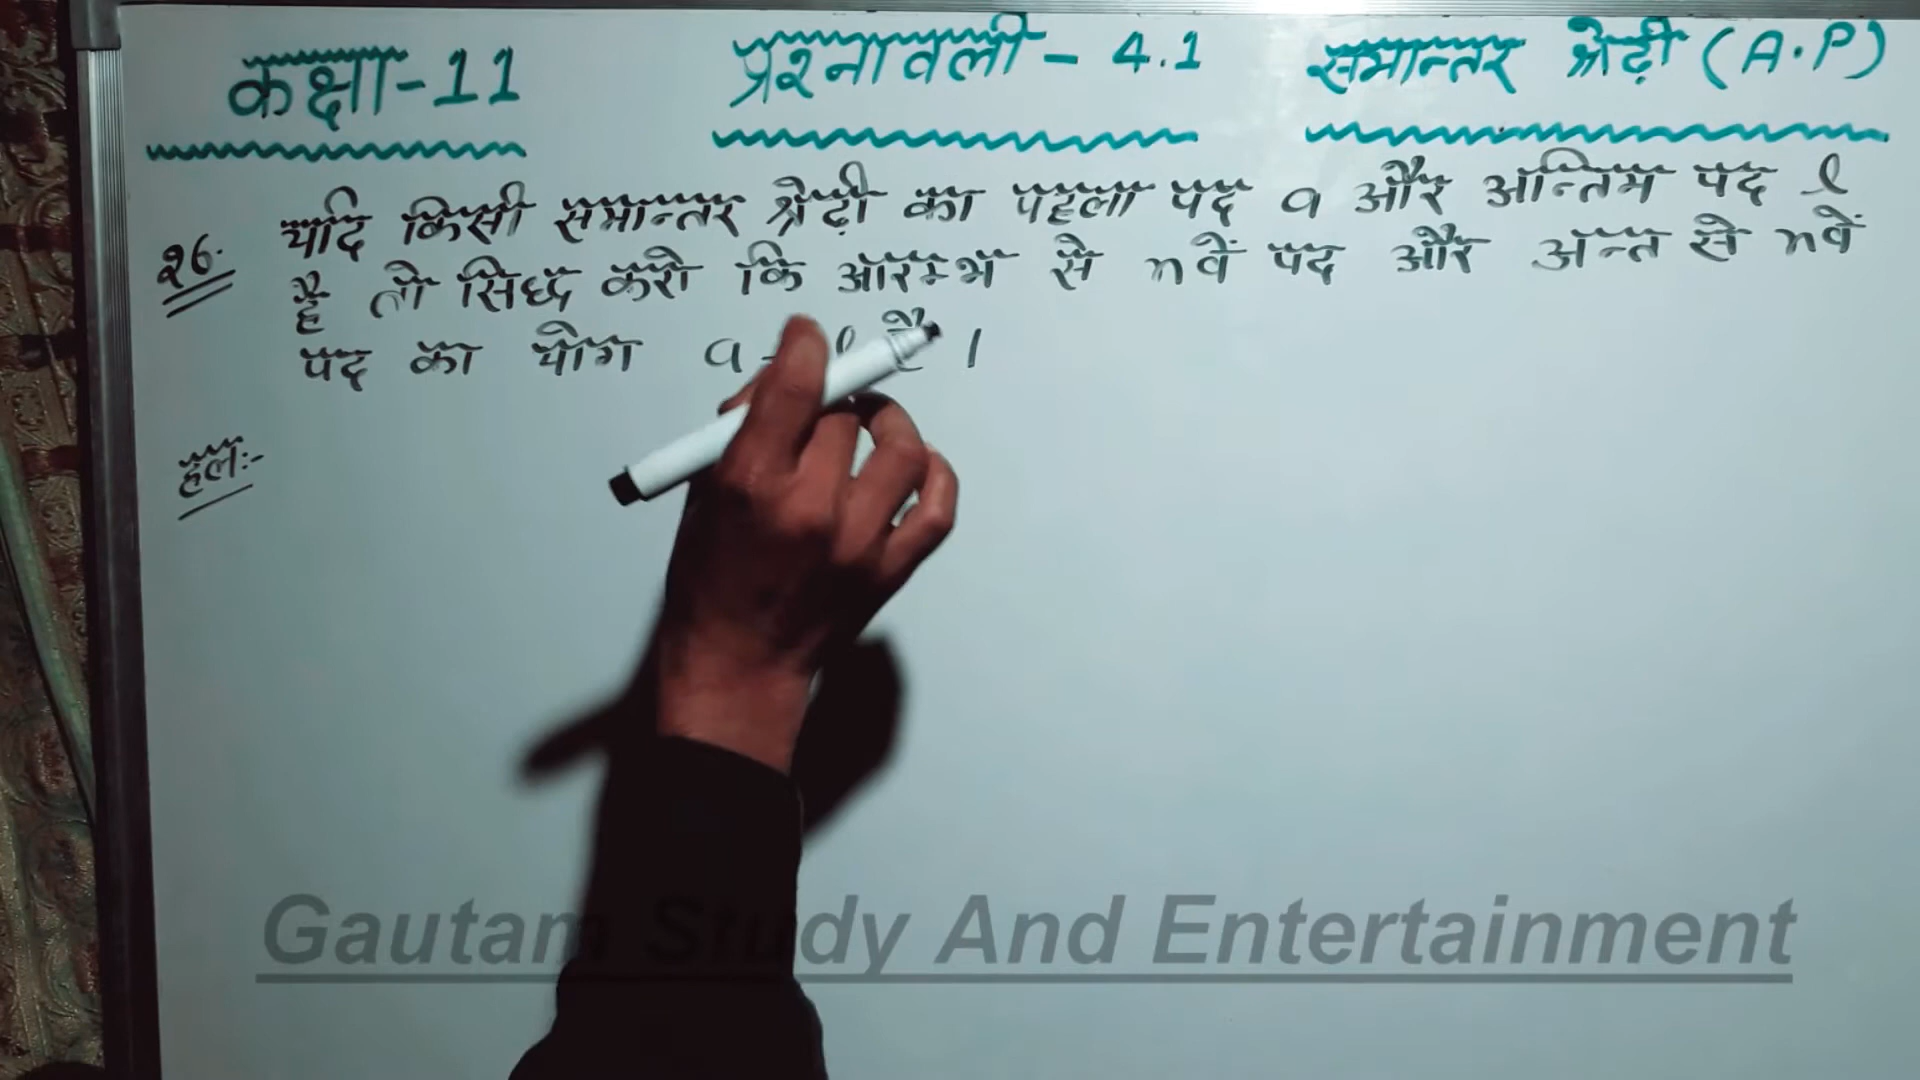 कक्षा-11 प्रश्नावली - 4.1 समान्तर श्रेढ़ी (A.P)
26. यदि किसी समान्तर श्रेढ़ी का पहला पद a और अन्तिम पद l
है तो सिध्द करो कि आरम्भ से nवें पद और अन्त से nवें
पद का योग a l है ।
हल:-
Gautam Study And Entertainment